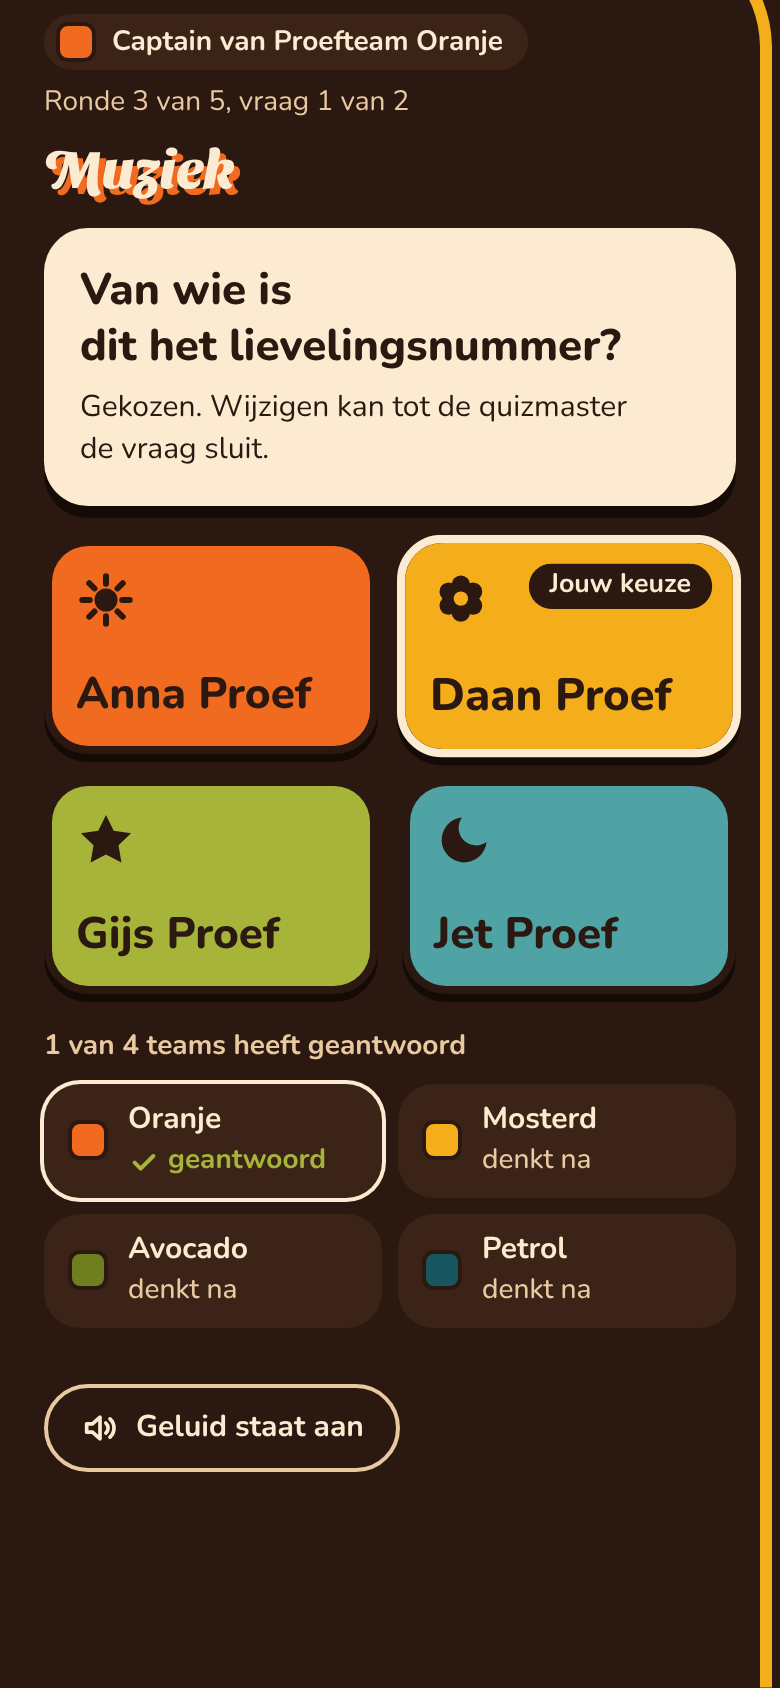 Captain van Proefteam Oranje
Ronde 3 van 5, vraag 1 van 2
Muziek
Van wie is
dit het lievelingsnummer?
Gekozen. Wijzigen kan tot de quizmaster
de vraag sluit.
Anna Proef
Jouw keuze
Daan Proef
Gijs Proef
Jet Proef
1 van 4 teams heeft geantwoord
Oranje
geantwoord
Mosterd
denkt na
Avocado
denkt na
Petrol
denkt na
Geluid staat aan